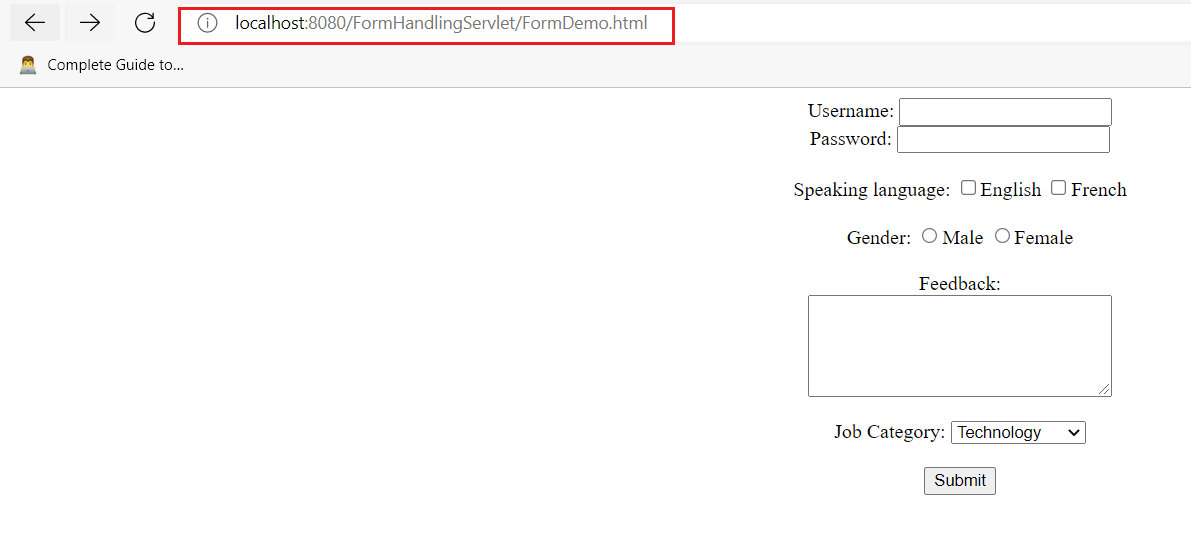 localhost:8080/FormHandlingServlet/FormDemo.html
Complete Guide to...
Username:
Password:
Speaking language: English French
Gender: Male Female
Feedback:
Job Category: Technology
Submit